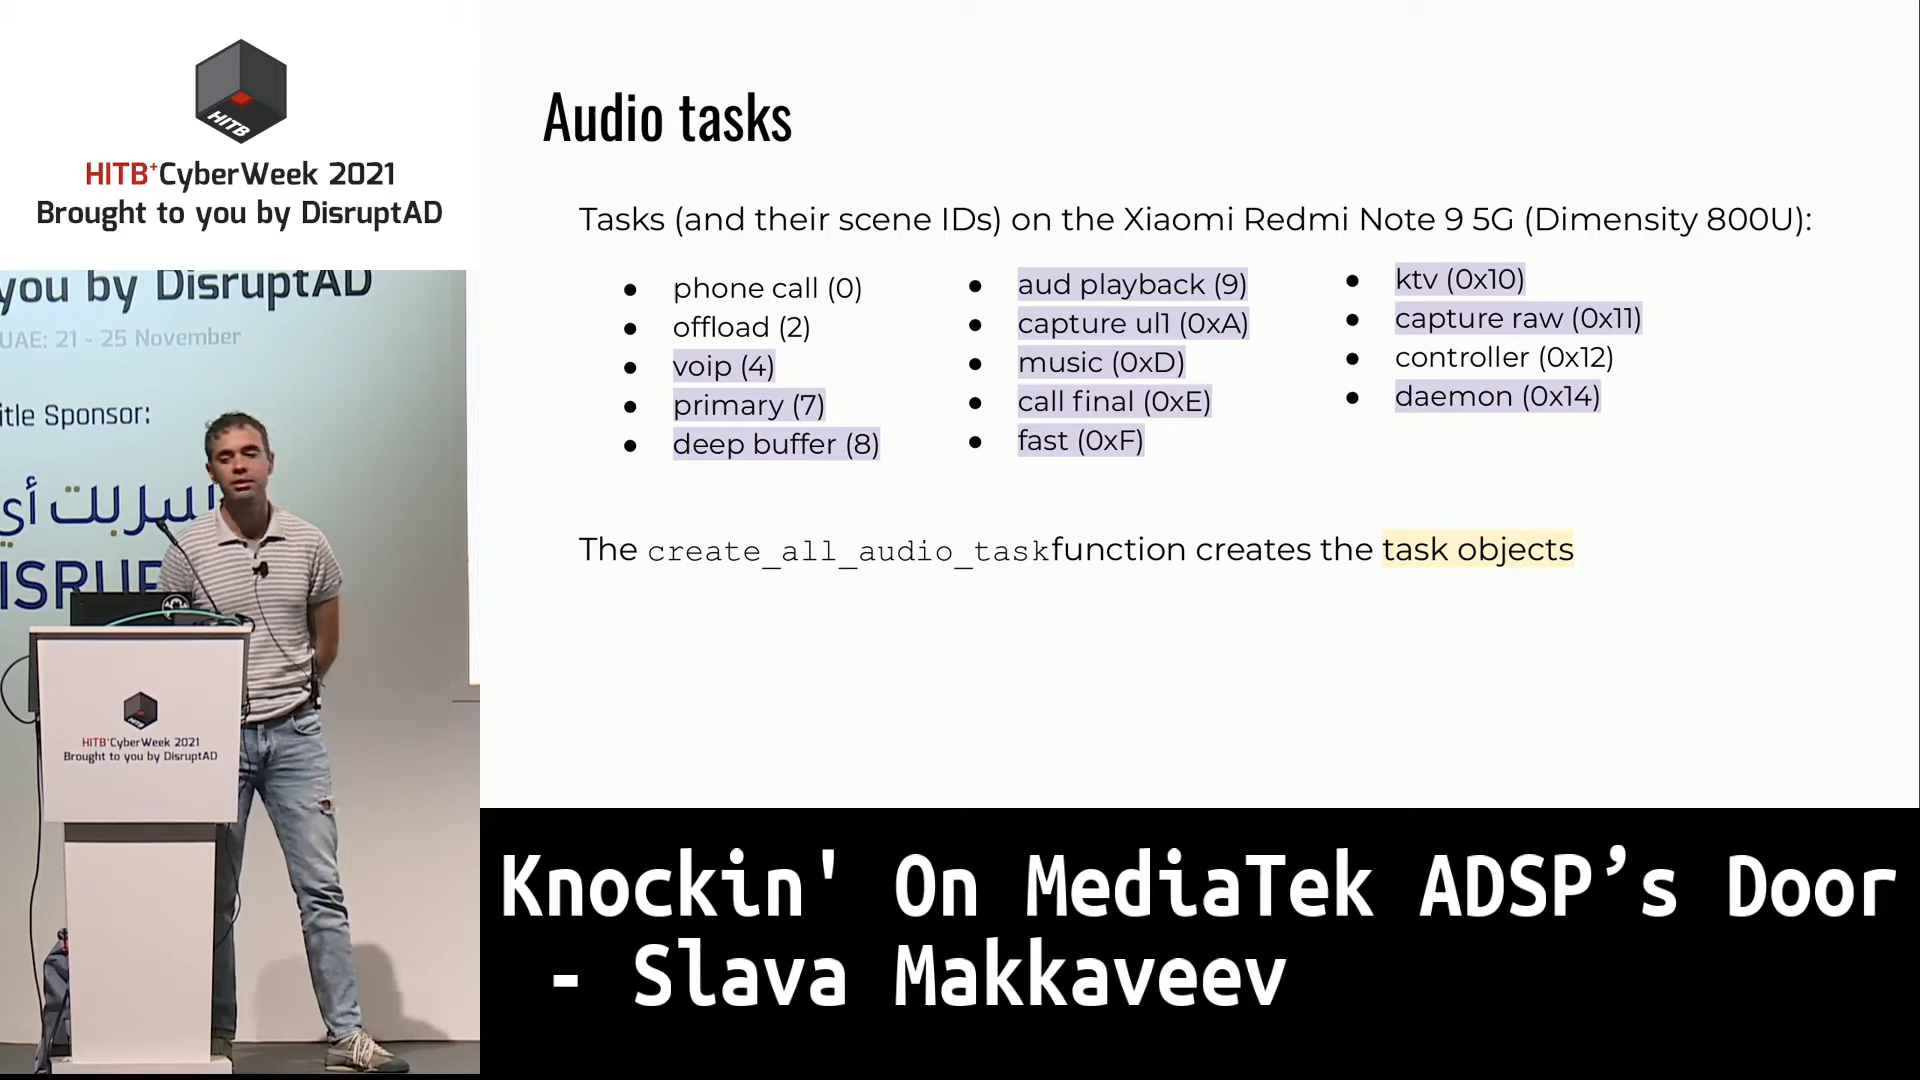 HITB
HITB+CyberWeek 2021
Brought to you by DisruptAD
you by DisruptAD
UAE: 21 - 25 November
itle Sponsor:
HITB
HITB+CyberWeek 2021
Brought to you by DisruptAD
Audio tasks
Tasks (and their scene IDs) on the Xiaomi Redmi Note 9 5G (Dimensity 800U):
• phone call (0)
• offload (2)
• voip (4)
• primary (7)
• deep buffer (8)
• aud playback (9)
• capture ul1 (0xA)
• music (0xD)
• call final (0xE)
• fast (0xF)
• ktv (0x10)
• capture raw (0x11)
• controller (0x12)
• daemon (0x14)
The create_all_audio_task function creates the task objects
Knockin' On MediaTek ADSP’s Door
- Slava Makkaveev